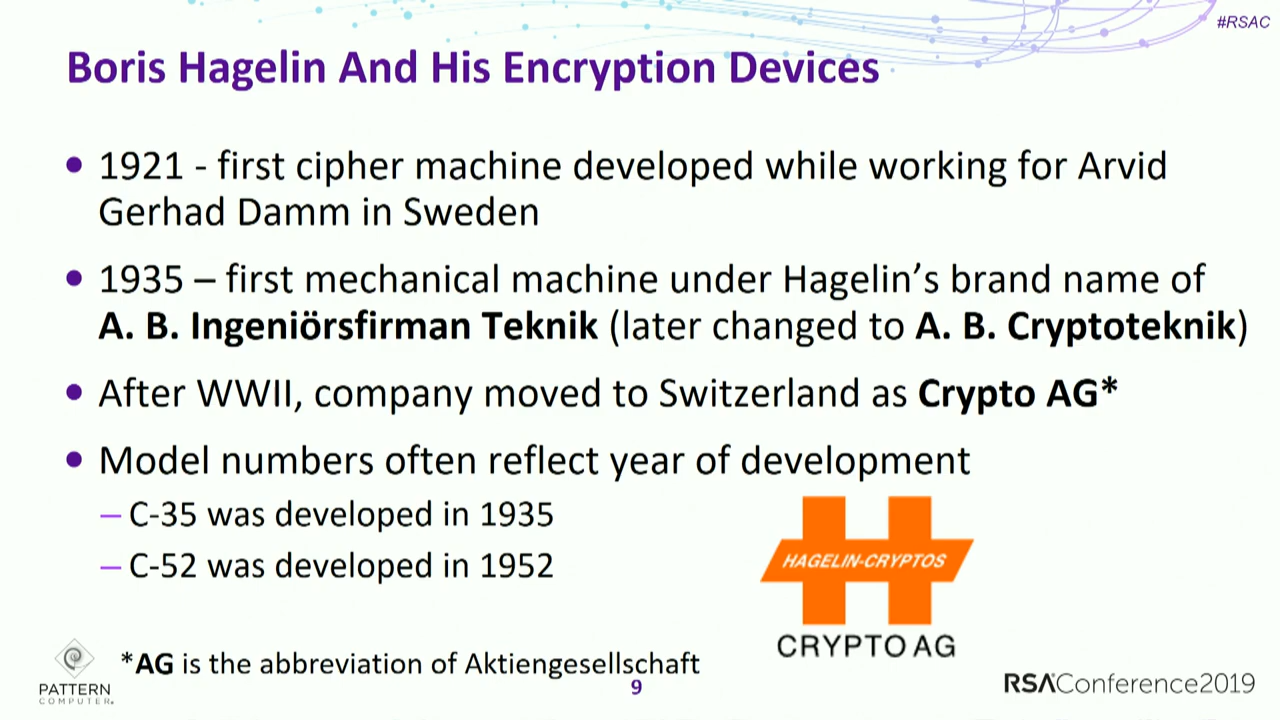 #RSAC
Boris Hagelin And His Encryption Devices
• 1921 - first cipher machine developed while working for Arvid
Gerhad Damm in Sweden
• 1935 – first mechanical machine under Hagelin’s brand name of
A. B. Ingeniörsfirman Teknik (later changed to A. B. Cryptoteknik)
• After WWII, company moved to Switzerland as Crypto AG*
• Model numbers often reflect year of development
– C-35 was developed in 1935
– C-52 was developed in 1952
HAGELIN-CRYPTOS
CRYPTO AG
*AG is the abbreviation of Aktiengesellschaft
PATTERN
COMPUTER®
9
RSAConference2019